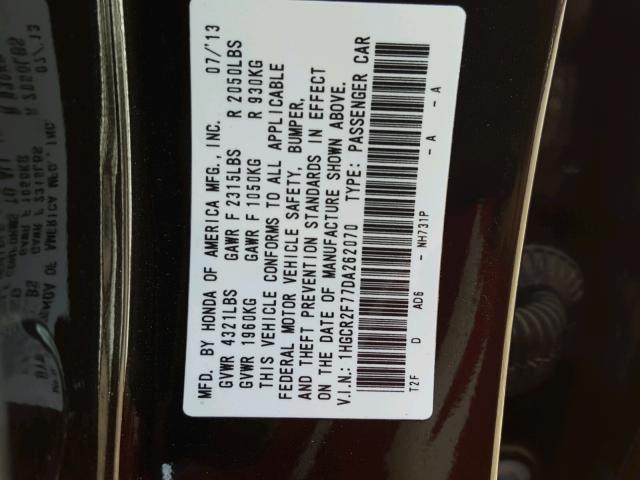 MFD. BY HONDA OF AMERICA MFG., INC. 07/'13
GVWR 4321LBS GAWR F 2315LBS R 2050LBS
GVWR 1960KG GAWR F 1050KG R 930KG
THIS VEHICLE CONFORMS TO ALL APPLICABLE
FEDERAL MOTOR VEHICLE SAFETY, BUMPER,
AND THEFT PREVENTION STANDARDS IN EFFECT
ON THE DATE OF MANUFACTURE SHOWN ABOVE.
V.I.N.: 1HGCR2F77DA262070 TYPE: PASSENGER CAR
T2F D AD6 - NH731P - A - A